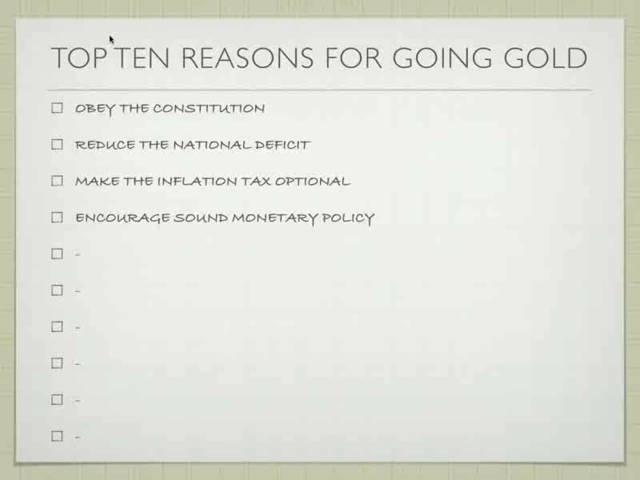 TOP TEN REASONS FOR GOING GOLD
OBEY THE CONSTITUTION
REDUCE THE NATIONAL DEFICIT
MAKE THE INFLATION TAX OPTIONAL
ENCOURAGE SOUND MONETARY POLICY
-
-
-
-
-
-